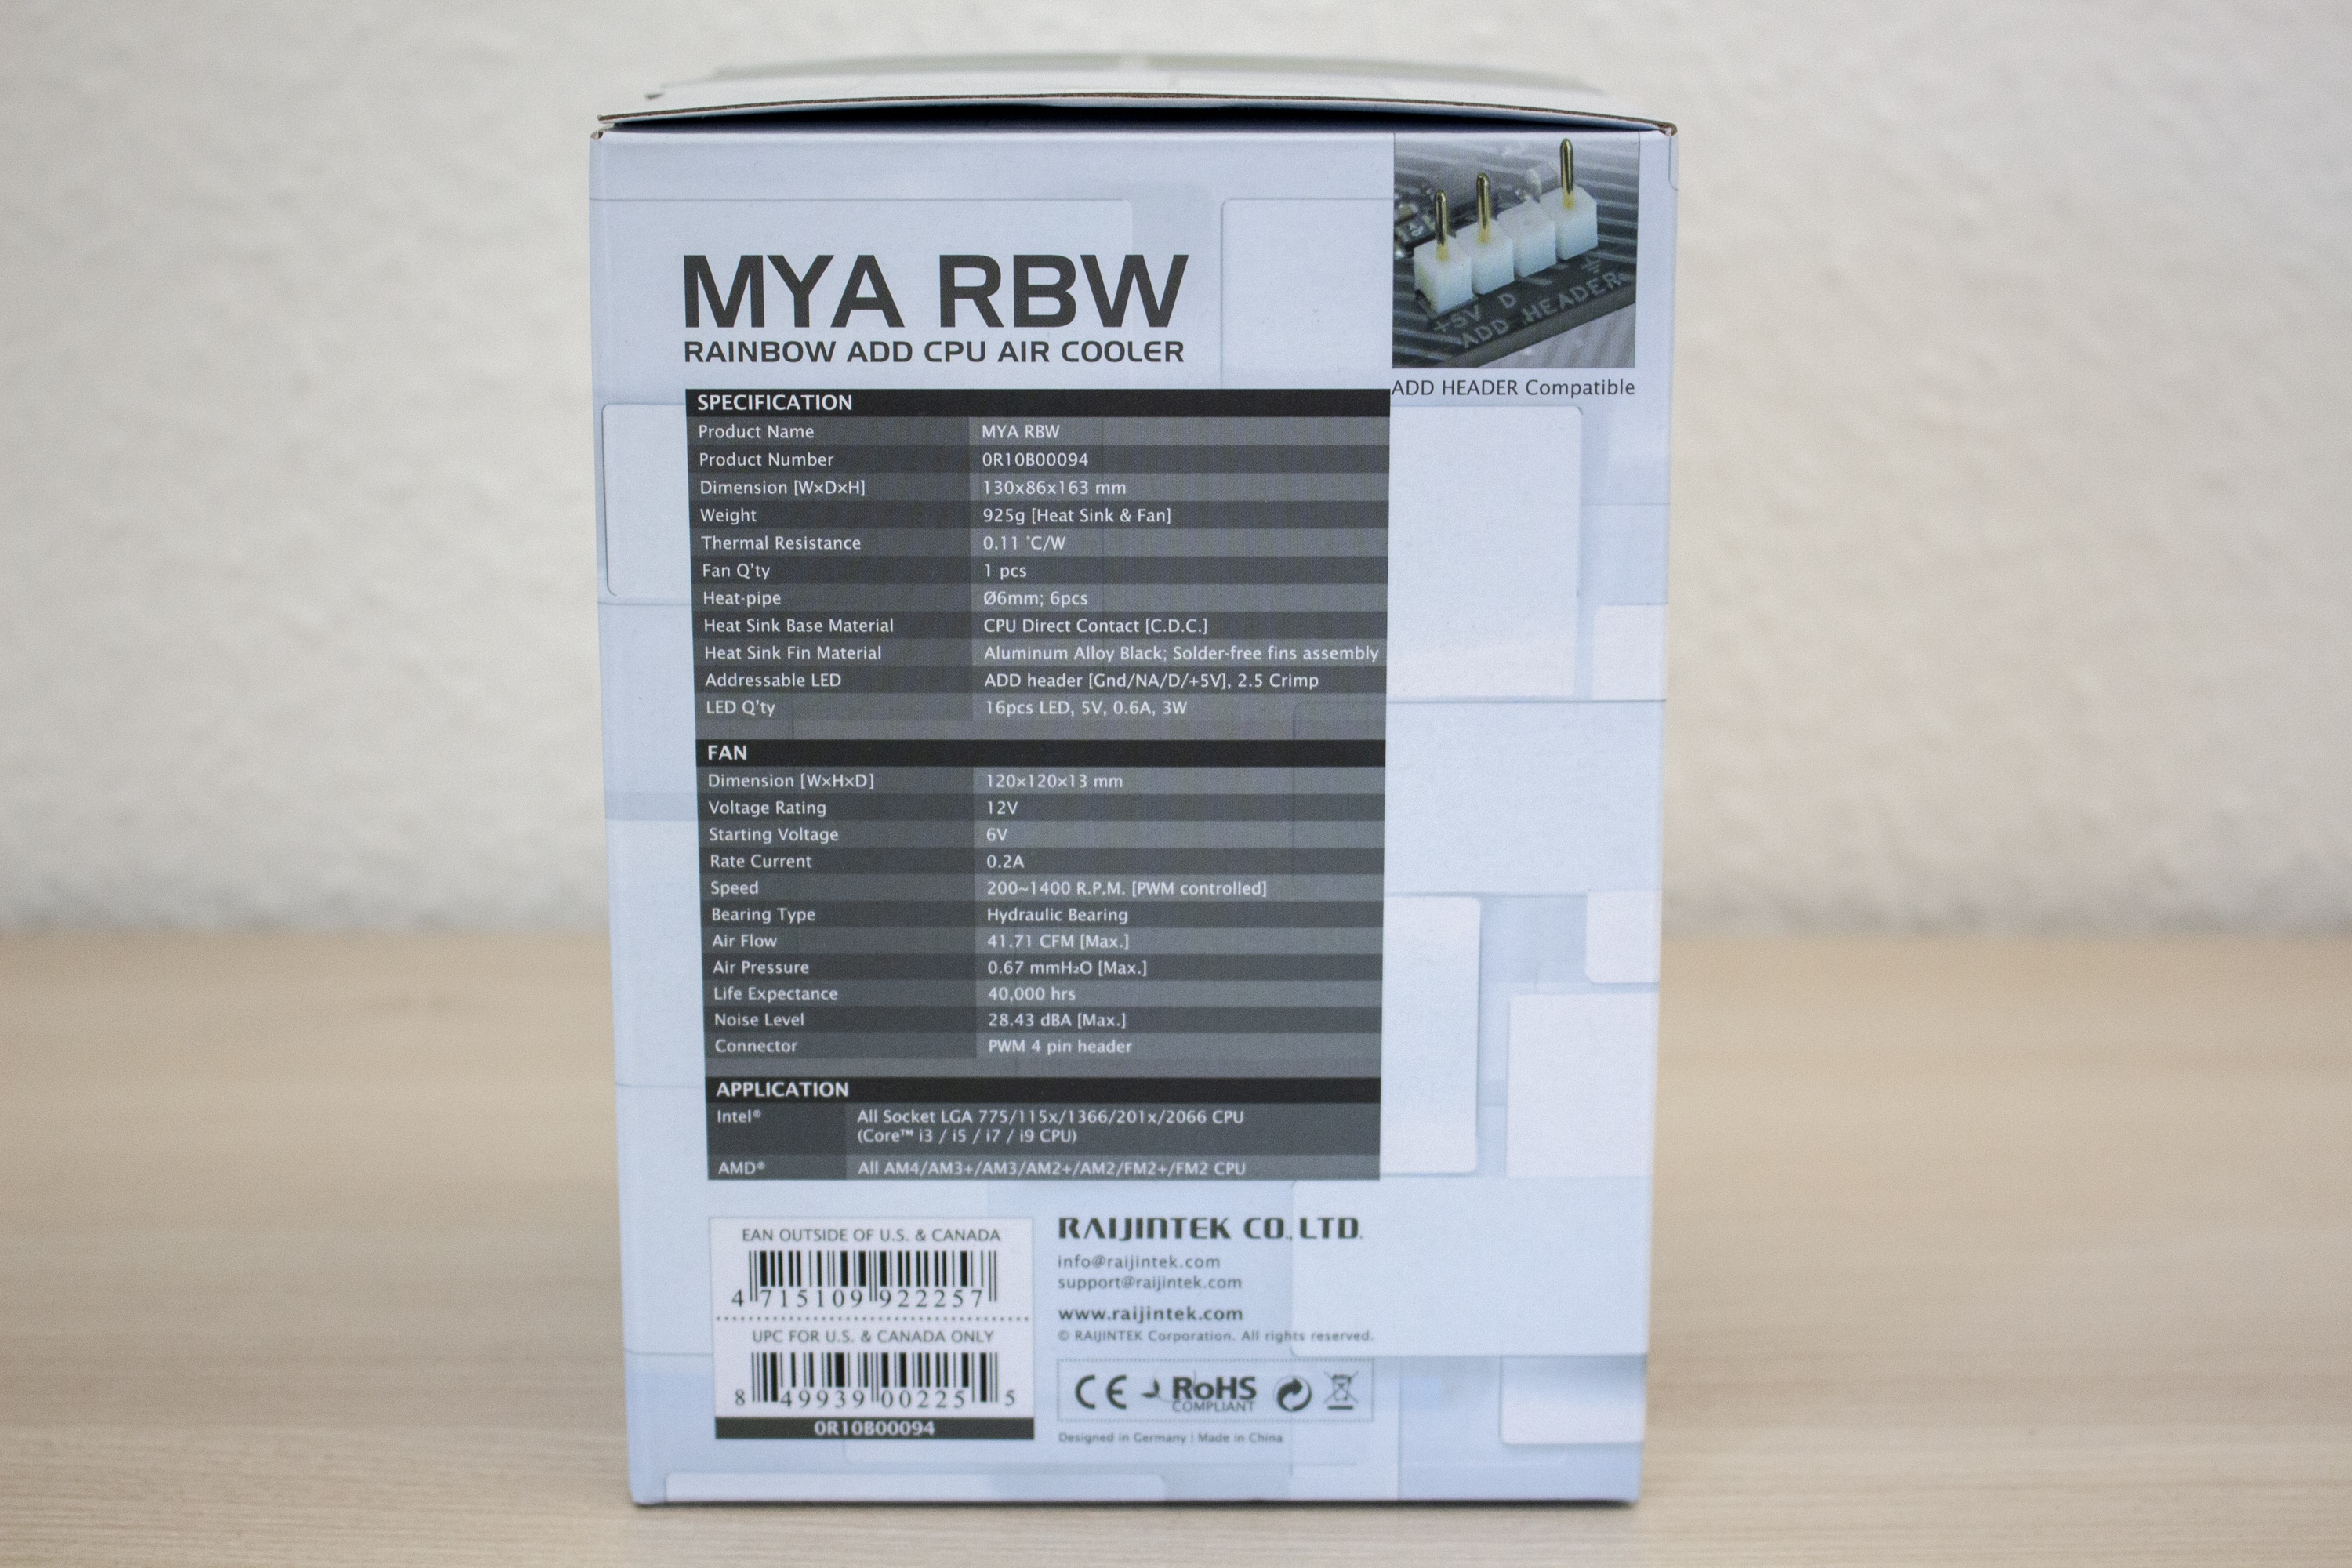 +5V D
ADD HEADER
ADD HEADER Compatible
MYA RBW
RAINBOW ADD CPU AIR COOLER
SPECIFICATION
Product Name MYA RBW
Product Number 0R10B00094
Dimension [W×D×H] 130x86x163 mm
Weight 925g [Heat Sink & Fan]
Thermal Resistance 0.11 °C/W
Fan Q'ty 1 pcs
Heat-pipe Ø6mm; 6pcs
Heat Sink Base Material CPU Direct Contact [C.D.C.]
Heat Sink Fin Material Aluminum Alloy Black; Solder-free fins assembly
Addressable LED ADD header [Gnd/NA/D/+5V], 2.5 Crimp
LED Q'ty 16pcs LED, 5V, 0.6A, 3W
FAN
Dimension [W×H×D] 120×120×13 mm
Voltage Rating 12V
Starting Voltage 6V
Rate Current 0.2A
Speed 200~1400 R.P.M. [PWM controlled]
Bearing Type Hydraulic Bearing
Air Flow 41.71 CFM [Max.]
Air Pressure 0.67 mmH₂O [Max.]
Life Expectance 40,000 hrs
Noise Level 28.43 dBA [Max.]
Connector PWM 4 pin header
APPLICATION
Intel® All Socket LGA 775/115x/1366/201x/2066 CPU
(Core™ i3 / i5 / i7 / i9 CPU)
AMD® All AM4/AM3+/AM3/AM2+/AM2/FM2+/FM2 CPU
EAN OUTSIDE OF U.S. & CANADA
4 715109 922257
UPC FOR U.S. & CANADA ONLY
8 49939 00225 5
0R10B00094
RAIJINTEK CO., LTD.
info@raijintek.com
support@raijintek.com
www.raijintek.com
© RAIJINTEK Corporation. All rights reserved.
CE RoHS
COMPLIANT
Designed in Germany | Made in China